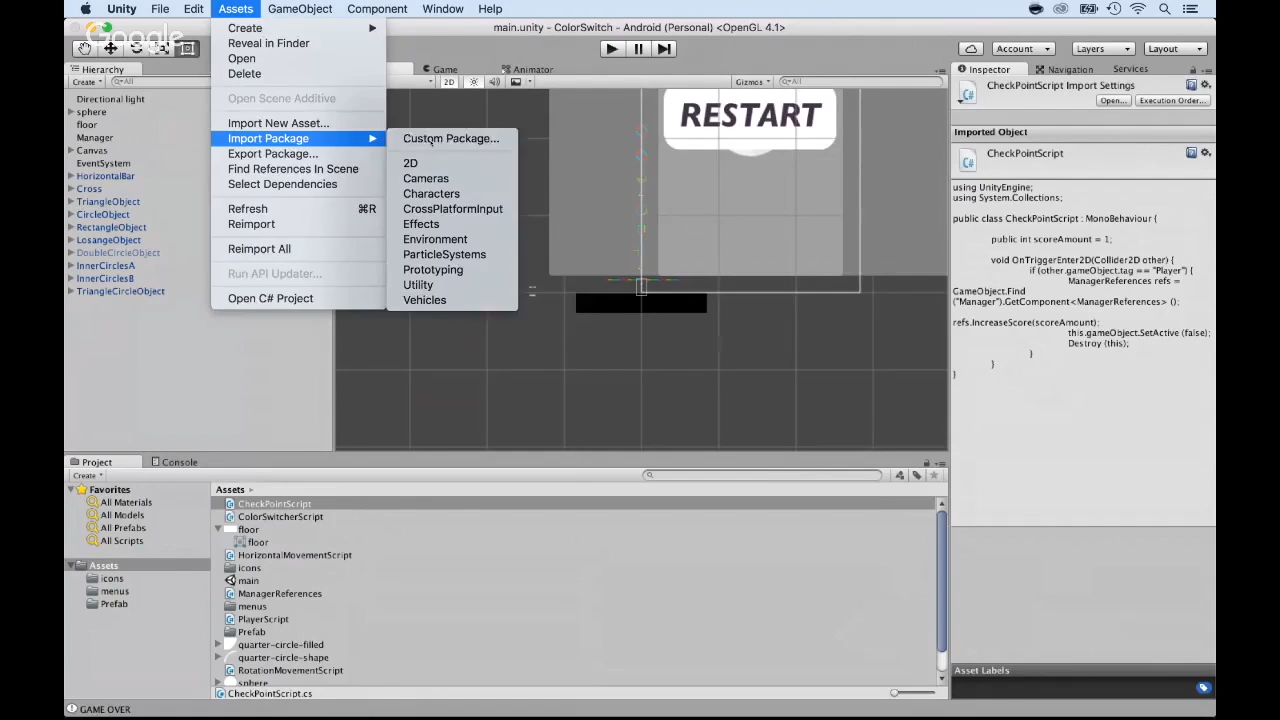 Unity File Edit Assets GameObject Component Window Help
main.unity - ColorSwitch - Android (Personal) <OpenGL 4.1>
Google
Account Layers Layout
Create
Reveal in Finder
Open
Delete
Open Scene Additive
Import New Asset...
Import Package
Export Package...
Find References In Scene
Select Dependencies
Refresh ⌘R
Reimport
Reimport All
Run API Updater...
Open C# Project
Custom Package...
2D
Cameras
Characters
CrossPlatformInput
Effects
Environment
ParticleSystems
Prototyping
Utility
Vehicles
Hierarchy
Create All
Directional light
sphere
floor
Manager
Canvas
EventSystem
HorizontalBar
Cross
TriangleObject
CircleObject
RectangleObject
LosangeObject
DoubleCircleObject
InnerCirclesA
InnerCirclesB
TriangleCircleObject
Game Animator
2D Gizmos All
RESTART
Inspector Navigation Services
CheckPointScript Import Settings
Open... Execution Order...
Imported Object
CheckPointScript
using UnityEngine;
using System.Collections;
public class CheckPointScript : MonoBehaviour {
public int scoreAmount = 1;
void OnTriggerEnter2D(Collider2D other) {
if (other.gameObject.tag == "Player") {
ManagerReferences refs =
GameObject.Find
("Manager").GetComponent<ManagerReferences> ();
refs.IncreaseScore(scoreAmount);
this.gameObject.SetActive (false);
Destroy (this);
}
}
}
Project Console
Create
Favorites
All Materials
All Models
All Prefabs
All Scripts
Assets
icons
menus
Prefab
Assets
CheckPointScript
ColorSwitcherScript
floor
floor
HorizontalMovementScript
icons
main
ManagerReferences
menus
PlayerScript
Prefab
quarter-circle-filled
quarter-circle-shape
RotationMovementScript
sphere
CheckPointScript.cs
Asset Labels
GAME OVER